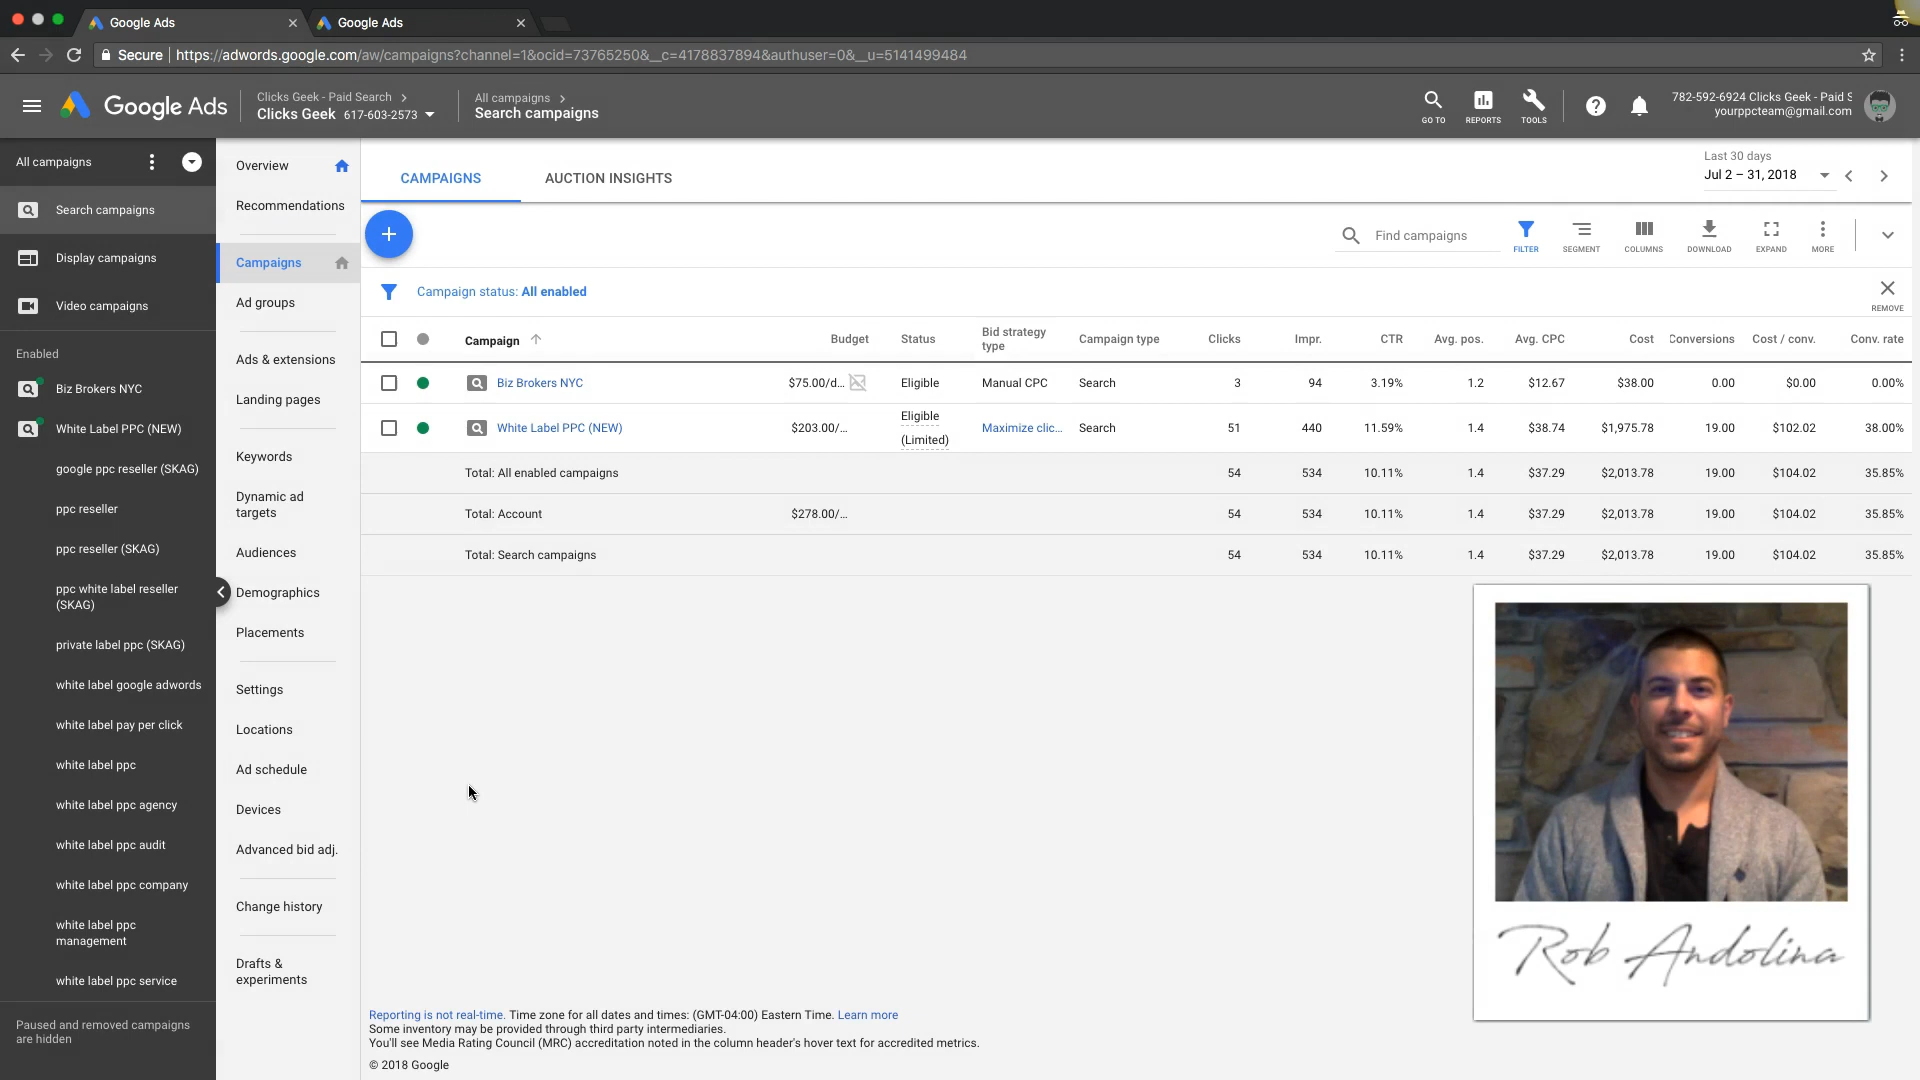 Google Ads
Google Ads
Secure | https://adwords.google.com/aw/campaigns?channel=1&ocid=73765250&__c=4178837894&authuser=0&__u=5141499484
Google Ads
Clicks Geek - Paid Search
Clicks Geek 617-603-2573
All campaigns
Search campaigns
GO TO
REPORTS
TOOLS
782-592-6924 Clicks Geek - Paid S
yourppcteam@gmail.com
All campaigns
Search campaigns
Display campaigns
Video campaigns
Enabled
Biz Brokers NYC
White Label PPC (NEW)
google ppc reseller (SKAG)
ppc reseller
ppc reseller (SKAG)
ppc white label reseller
(SKAG)
private label ppc (SKAG)
white label google adwords
white label pay per click
white label ppc
white label ppc agency
white label ppc audit
white label ppc company
white label ppc
management
white label ppc service
Paused and removed campaigns
are hidden
Overview
Recommendations
Campaigns
Ad groups
Ads & extensions
Landing pages
Keywords
Dynamic ad
targets
Audiences
Demographics
Placements
Settings
Locations
Ad schedule
Devices
Advanced bid adj.
Change history
Drafts &
experiments
CAMPAIGNS
AUCTION INSIGHTS
Last 30 days
Jul 2 – 31, 2018
Find campaigns
FILTER
SEGMENT
COLUMNS
DOWNLOAD
EXPAND
MORE
Campaign status: All enabled
REMOVE
Campaign Budget Status Bid strategy type Campaign type Clicks Impr. CTR Avg. pos. Avg. CPC Cost Conversions Cost / conv. Conv. rate
Biz Brokers NYC $75.00/d... Eligible Manual CPC Search 3 94 3.19% 1.2 $12.67 $38.00 0.00 $0.00 0.00%
White Label PPC (NEW) $203.00/... Eligible (Limited) Maximize clic... Search 51 440 11.59% 1.4 $38.74 $1,975.78 19.00 $102.02 38.00%
Total: All enabled campaigns 54 534 10.11% 1.4 $37.29 $2,013.78 19.00 $104.02 35.85%
Total: Account $278.00/... 54 534 10.11% 1.4 $37.29 $2,013.78 19.00 $104.02 35.85%
Total: Search campaigns 54 534 10.11% 1.4 $37.29 $2,013.78 19.00 $104.02 35.85%
Rob Andolina
Reporting is not real-time. Time zone for all dates and times: (GMT-04:00) Eastern Time. Learn more
Some inventory may be provided through third party intermediaries.
You'll see Media Rating Council (MRC) accreditation noted in the column header's hover text for accredited metrics.
© 2018 Google